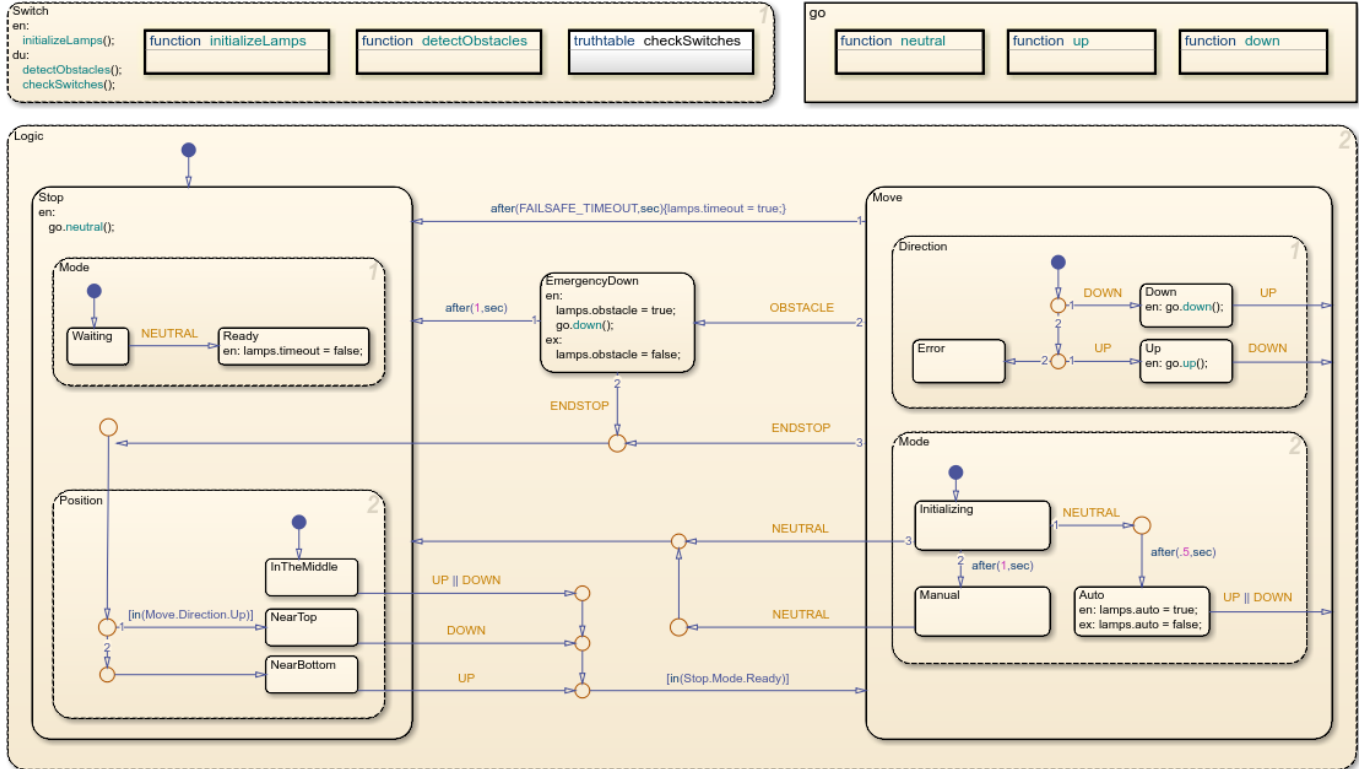 Switch
en:
initializeLamps();
du:
detectObstacles();
checkSwitches();
1
function initializeLamps
function detectObstacles
truthtable checkSwitches
go
function neutral
function up
function down
Logic
2
Stop
en:
go.neutral();
Mode
1
Waiting
NEUTRAL
Ready
en: lamps.timeout = false;
Position
2
InTheMiddle
[in(Move.Direction.Up)]
1
NearTop
2
NearBottom
after(FAILSAFE_TIMEOUT,sec){lamps.timeout = true;}
1
EmergencyDown
en:
lamps.obstacle = true;
go.down();
ex:
lamps.obstacle = false;
after(1,sec)
1
OBSTACLE
2
2
ENDSTOP
ENDSTOP
3
NEUTRAL
3
UP || DOWN
DOWN
NEUTRAL
UP
[in(Stop.Mode.Ready)]
Move
Direction
1
DOWN
1
Down
en: go.down();
UP
2
Error
2
1
UP
Up
en: go.up();
DOWN
Mode
2
Initializing
NEUTRAL
1
2
after(1,sec)
after(.5,sec)
Manual
Auto
en: lamps.auto = true;
ex: lamps.auto = false;
UP || DOWN